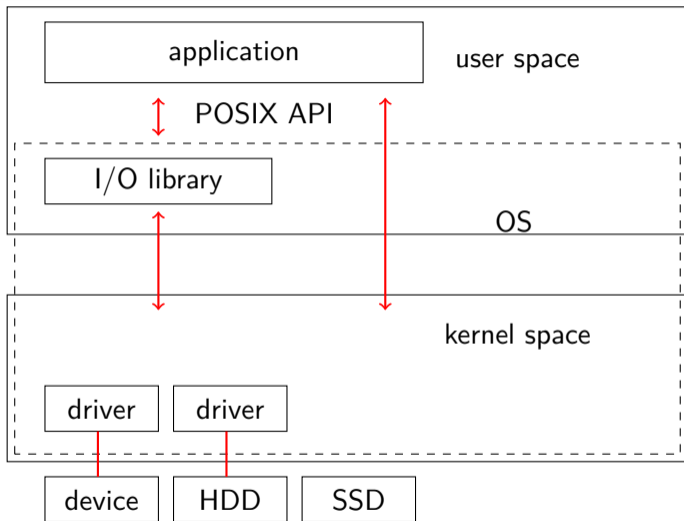 application
user space
POSIX API
I/O library
OS
kernel space
driver
driver
device
HDD
SSD